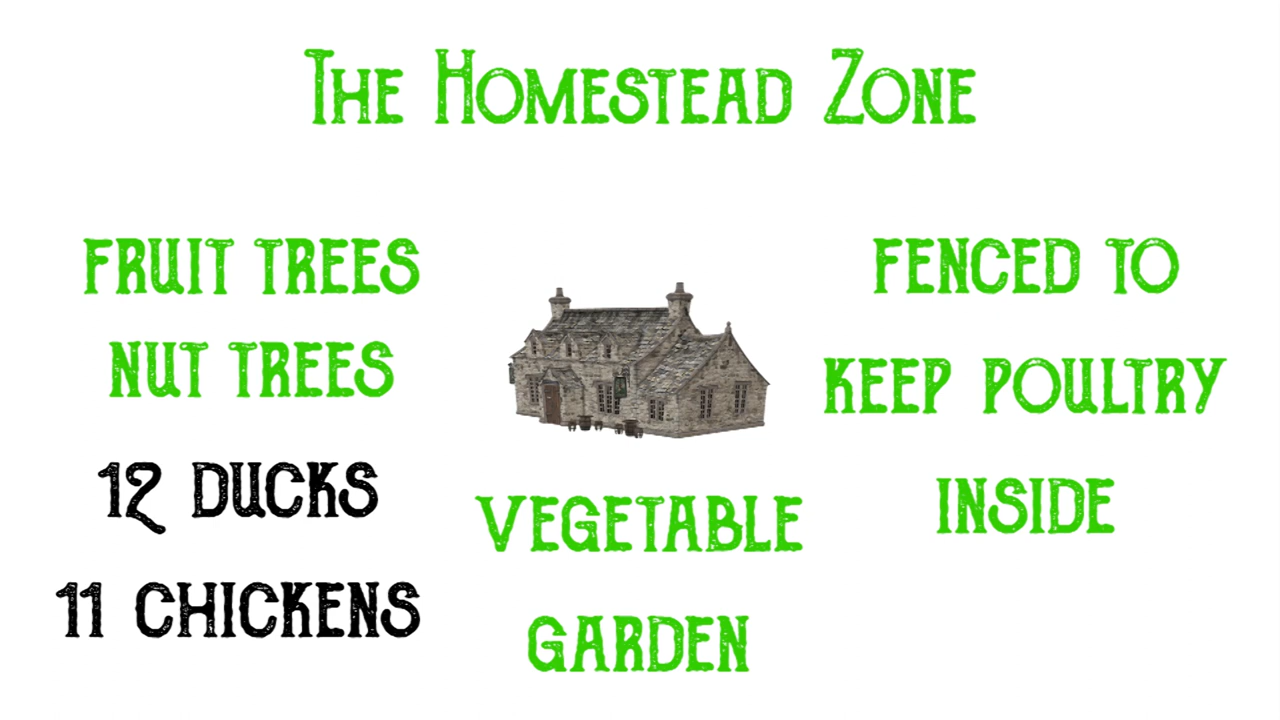 The Homestead Zone
FRUIT TREES
NUT TREES
12 DUCKS
11 CHICKENS
VEGETABLE
GARDEN
FENCED TO
KEEP POULTRY
INSIDE